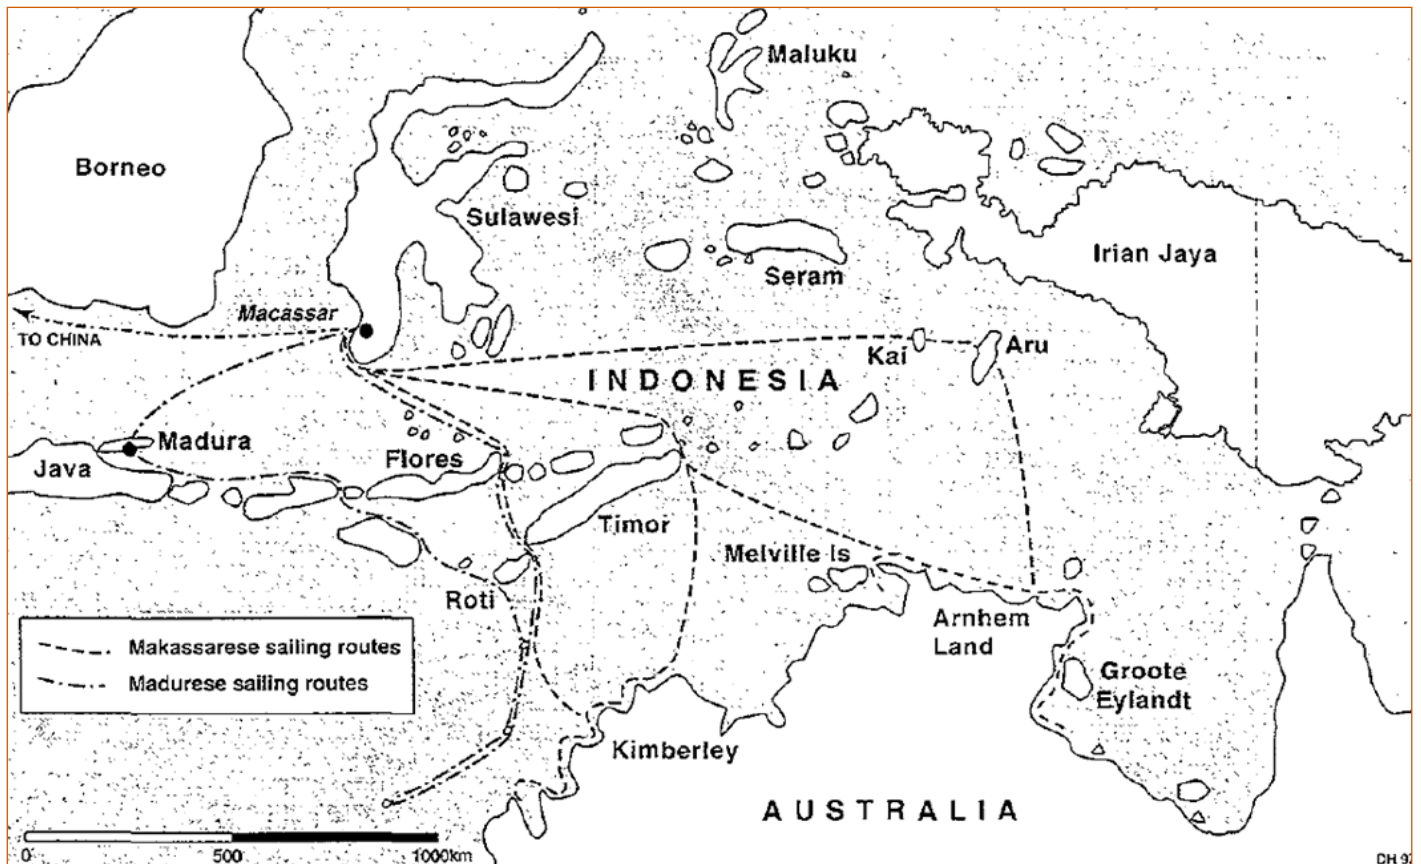 Maluku
Borneo
Sulawesi
Seram
Irian Jaya
Macassar
TO CHINA
Kai
Aru
INDONESIA
Madura
Java
Flores
Timor
Melville Is
Roti
Arnhem
Land
Makassarese sailing routes
Madurese sailing routes
Groote
Eylandt
Kimberley
AUSTRALIA
0 500 1000km
DH